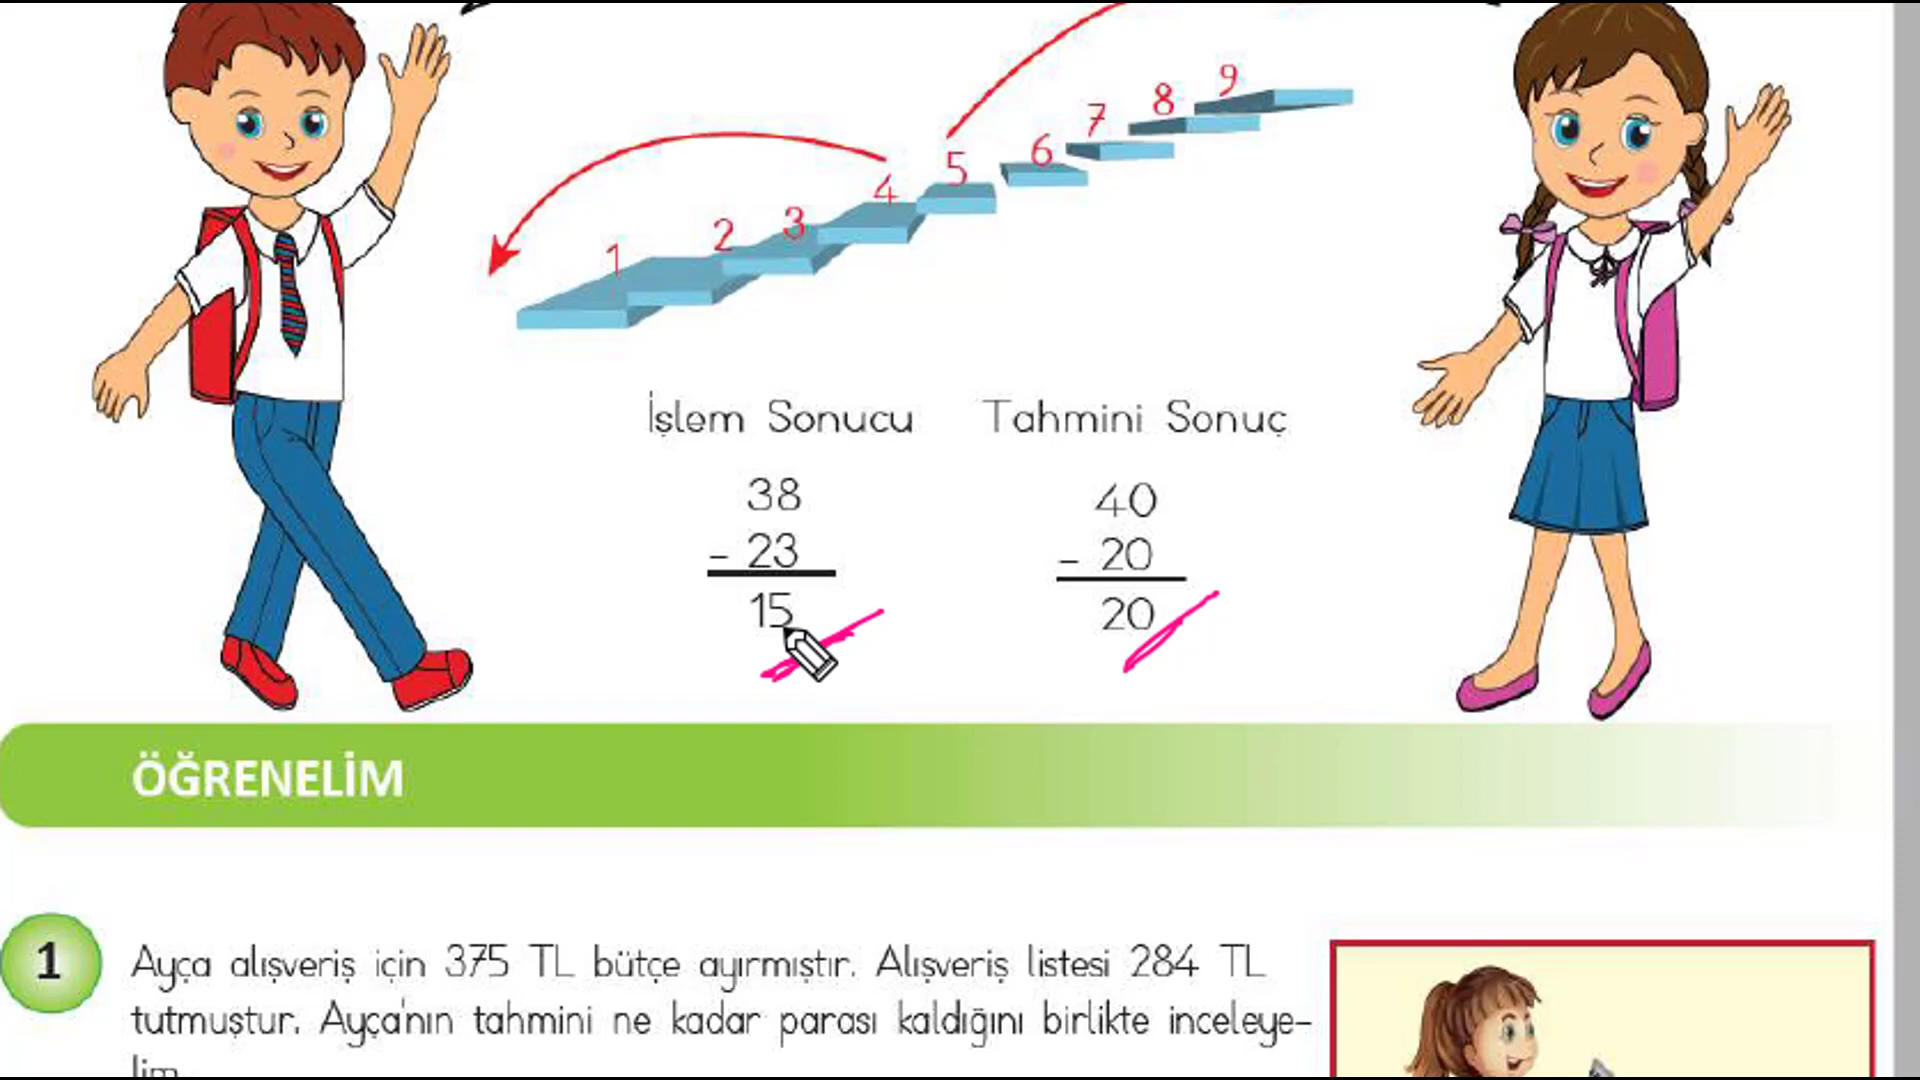 9
8
7
6
5
4
3
2
1
İşlem Sonucu Tahmini Sonuç
38 40
- 23 - 20
15 20
ÖĞRENELİM
1 Ayça alışveriş için 375 TL bütçe ayırmıştır. Alışveriş listesi 284 TL
tutmuştur. Ayça'nın tahmini ne kadar parası kaldığını birlikte inceleye-
lim